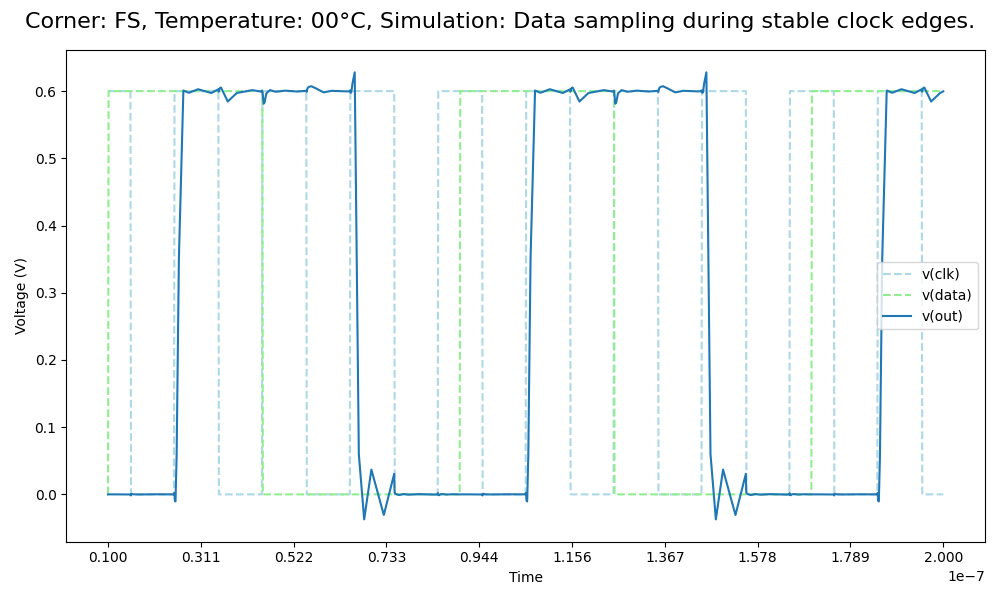 Corner: FS, Temperature: 00°C, Simulation: Data sampling during stable clock edges.
Voltage (V)
0.6
0.5
0.4
0.3
0.2
0.1
0.0
v(clk)
v(data)
v(out)
0.100 0.311 0.522 0.733 0.944 1.156 1.367 1.578 1.789 2.000
Time
1e−7